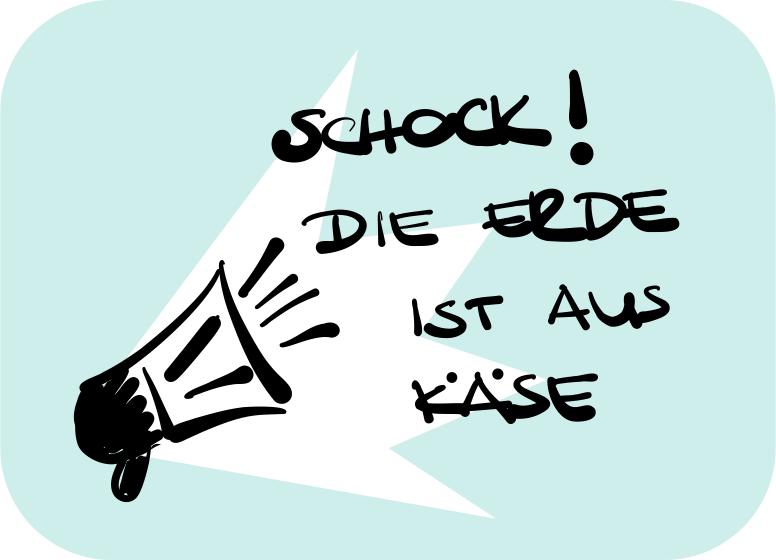 SCHOCK!
DIE ERDE
IST AUS
KÄSE